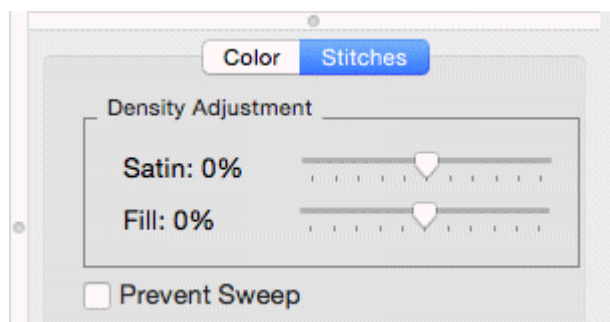 Color Stitches
Density Adjustment
Satin: 0%
Fill: 0%
Prevent Sweep